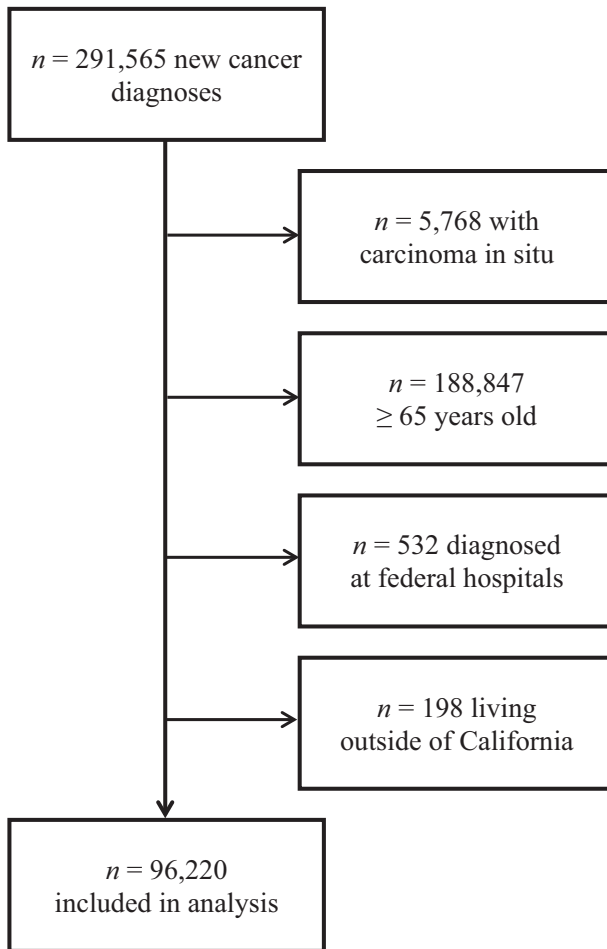 n = 291,565 new cancer
diagnoses
n = 5,768 with
carcinoma in situ
n = 188,847
≥ 65 years old
n = 532 diagnosed
at federal hospitals
n = 198 living
outside of California
n = 96,220
included in analysis